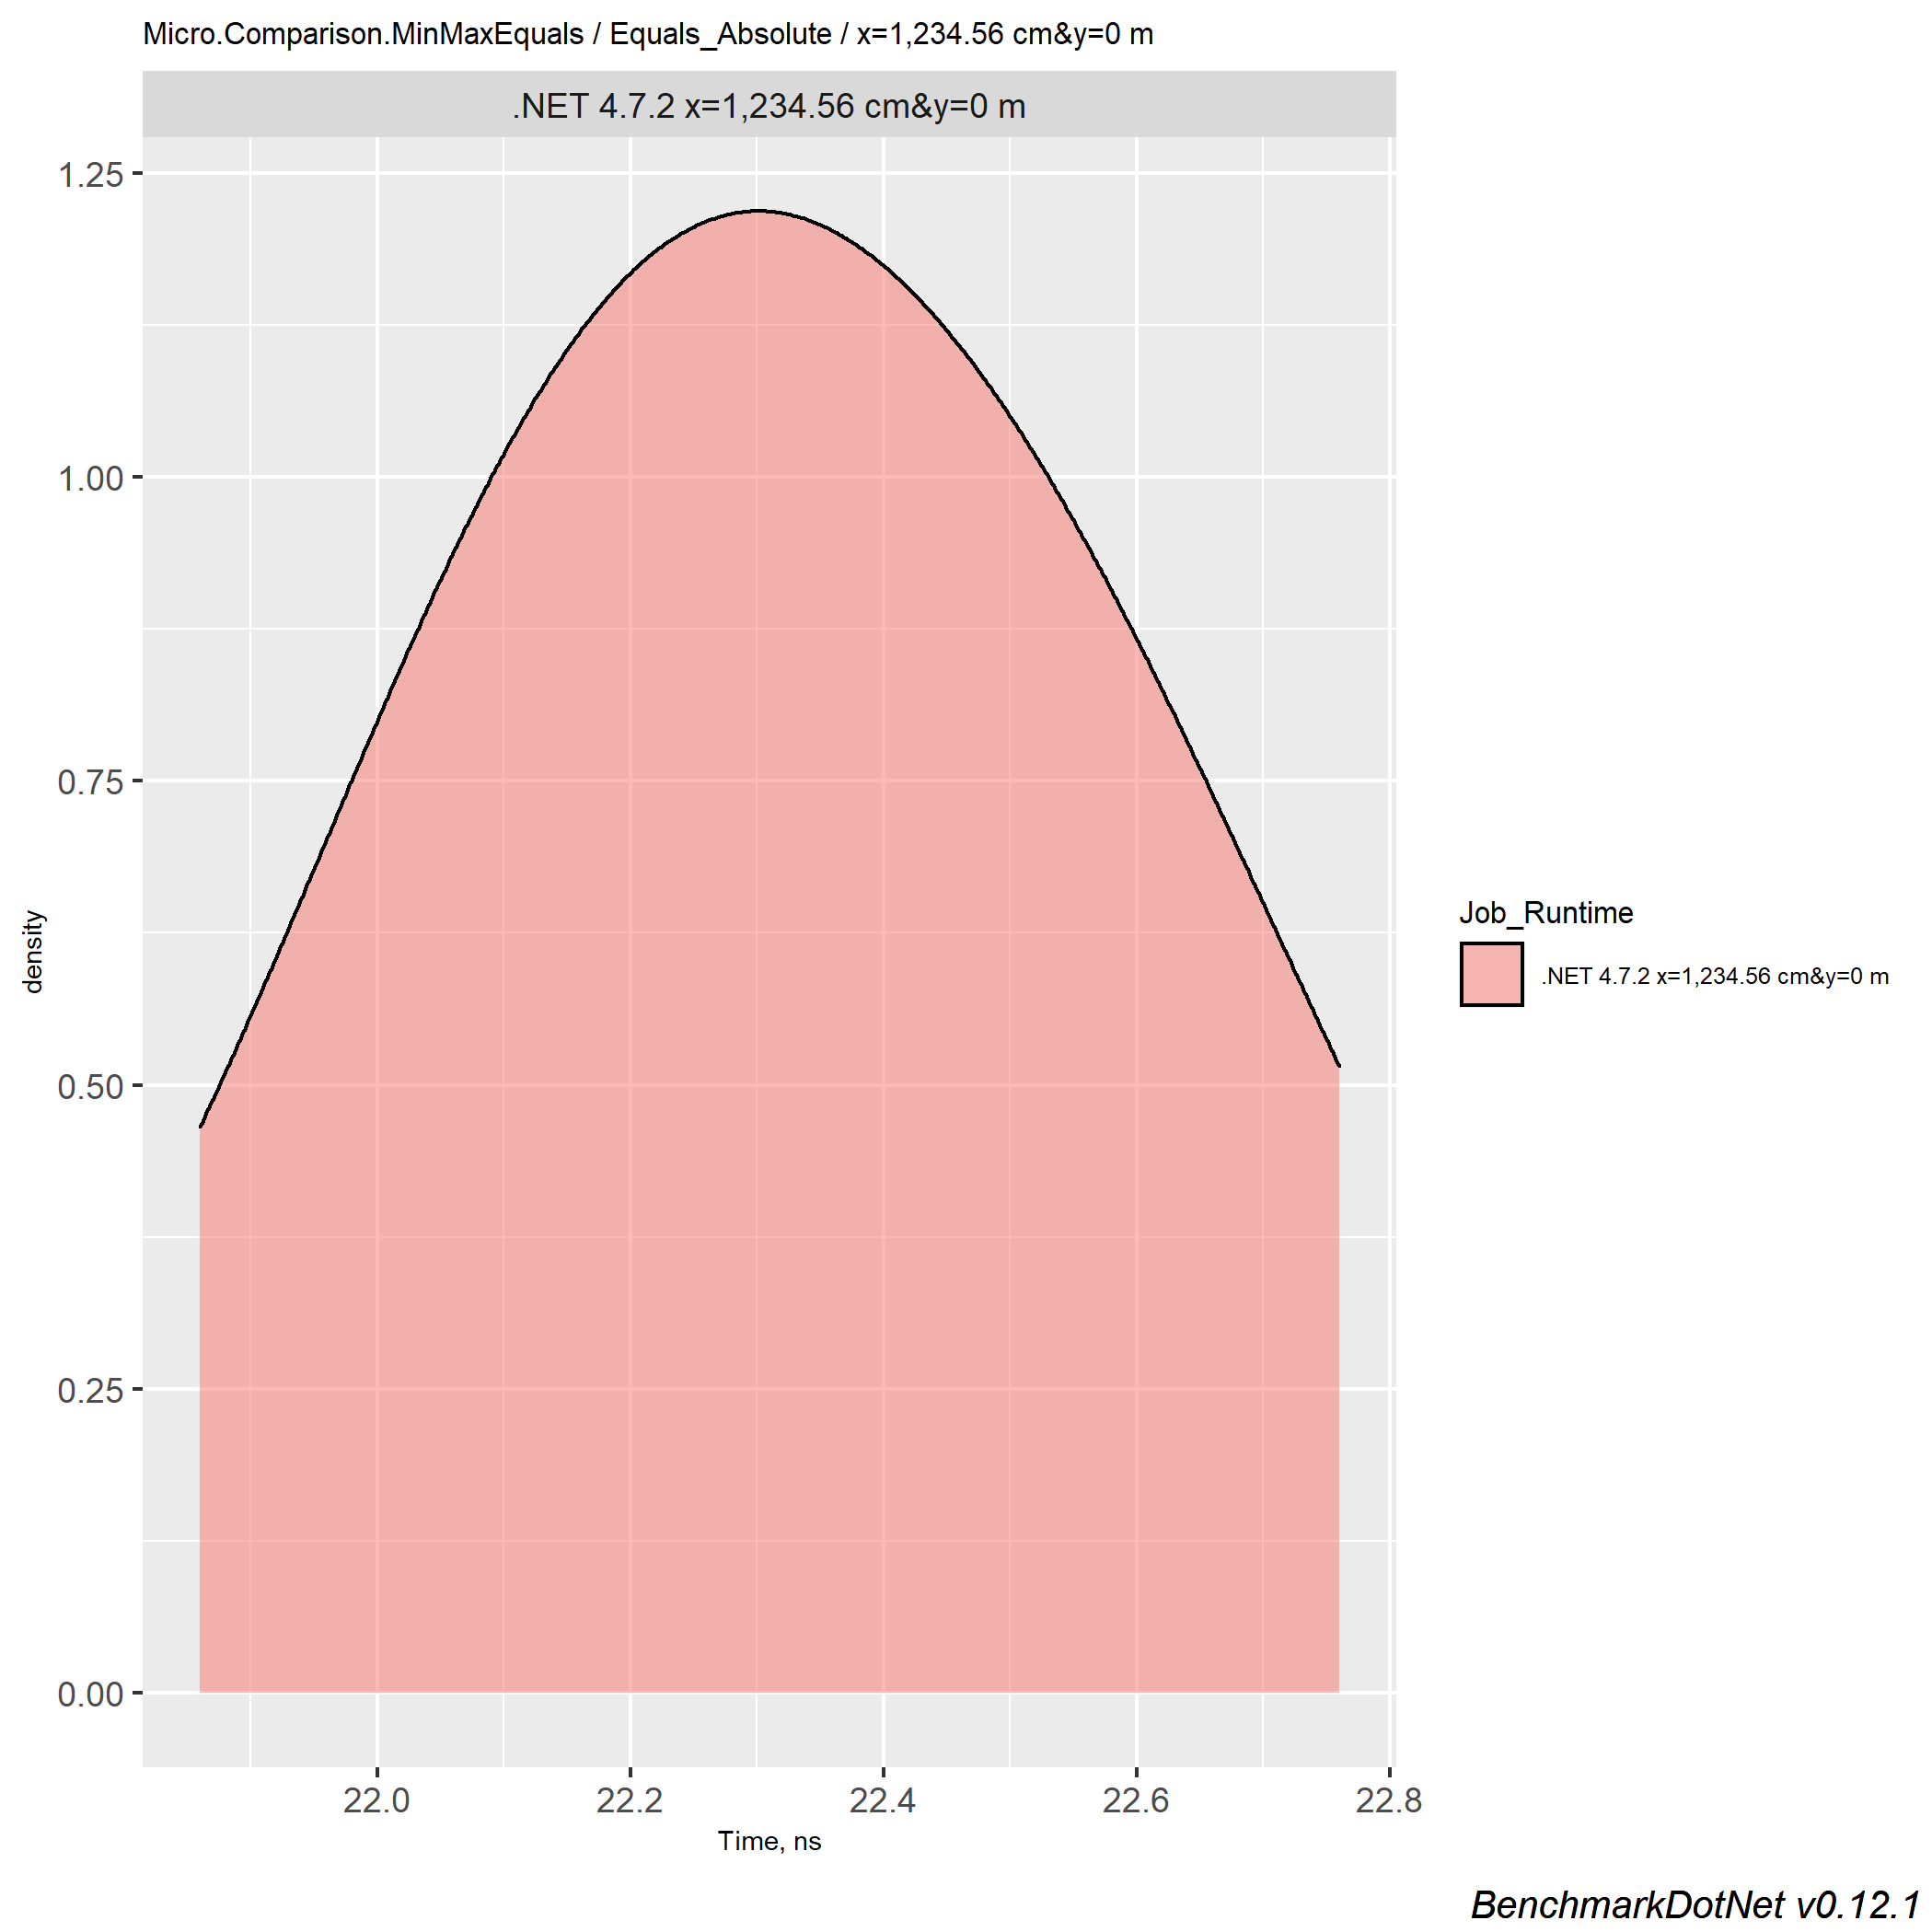 Micro.Comparison.MinMaxEquals / Equals_Absolute / x=1,234.56 cm&y=0 m
.NET 4.7.2 x=1,234.56 cm&y=0 m
1.25
1.00
0.75
0.50
0.25
0.00
density
22.0 22.2 22.4 22.6 22.8
Time, ns
Job_Runtime
.NET 4.7.2 x=1,234.56 cm&y=0 m
BenchmarkDotNet v0.12.1